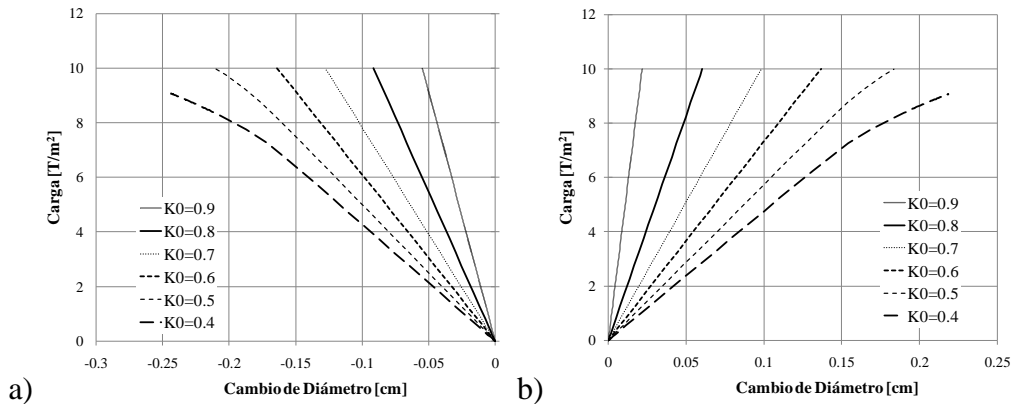 12
10
8
6
4
2
0
Carga [T/m²]
K0=0.9
K0=0.8
K0=0.7
K0=0.6
K0=0.5
K0=0.4
-0.3 -0.25 -0.2 -0.15 -0.1 -0.05 0
Cambio de Diámetro [cm]
a)
12
10
8
6
4
2
0
Carga [T/m²]
K0=0.9
K0=0.8
K0=0.7
K0=0.6
K0=0.5
K0=0.4
0 0.05 0.1 0.15 0.2 0.25
Cambio de Diámetro [cm]
b)